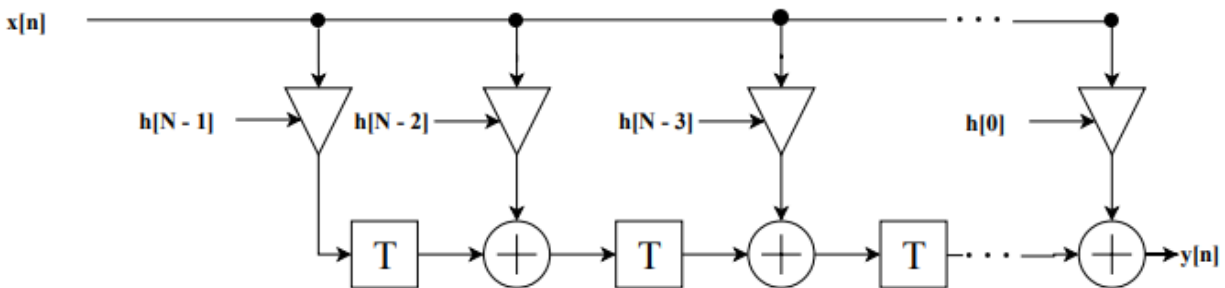 x[n]
h[N - 1]
h[N - 2]
h[N - 3]
h[0]
T
T
T
y[n]